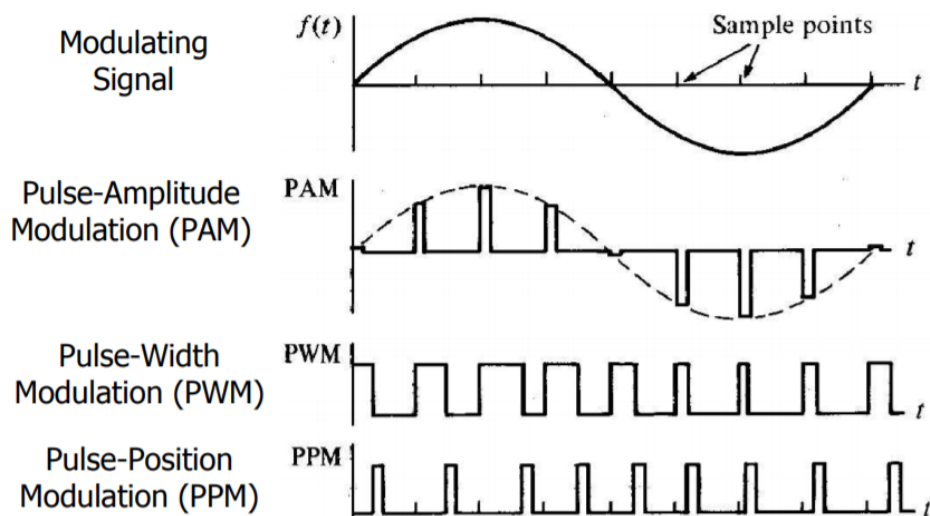 Modulating
Signal
f(t)
Sample points
t
Pulse-Amplitude
Modulation (PAM)
PAM
t
Pulse-Width
Modulation (PWM)
PWM
t
Pulse-Position
Modulation (PPM)
PPM
t